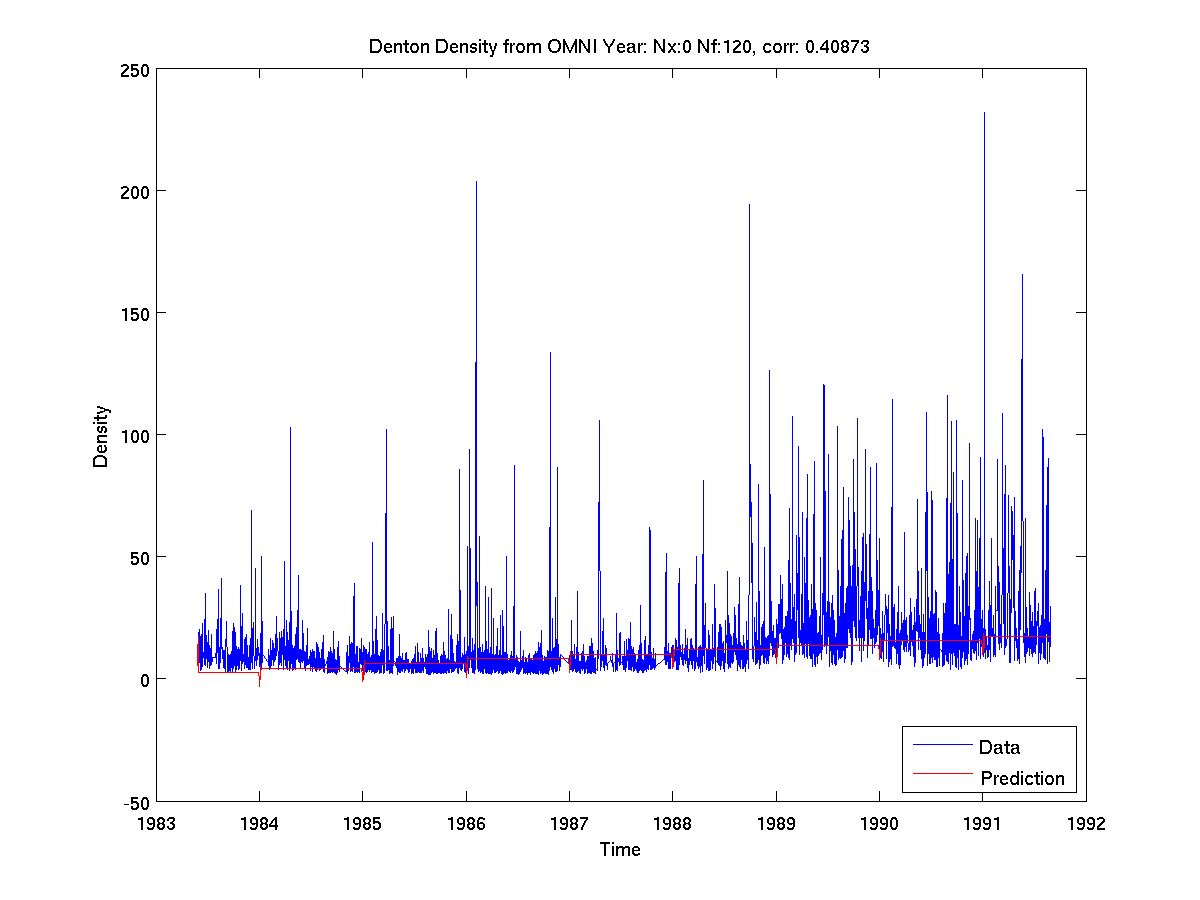 Denton Density from OMNI Year: Nx:0 Nf:120, corr: 0.40873
250
200
150
100
50
0
-50
Density
1983 1984 1985 1986 1987 1988 1989 1990 1991 1992
Time
Data
Prediction